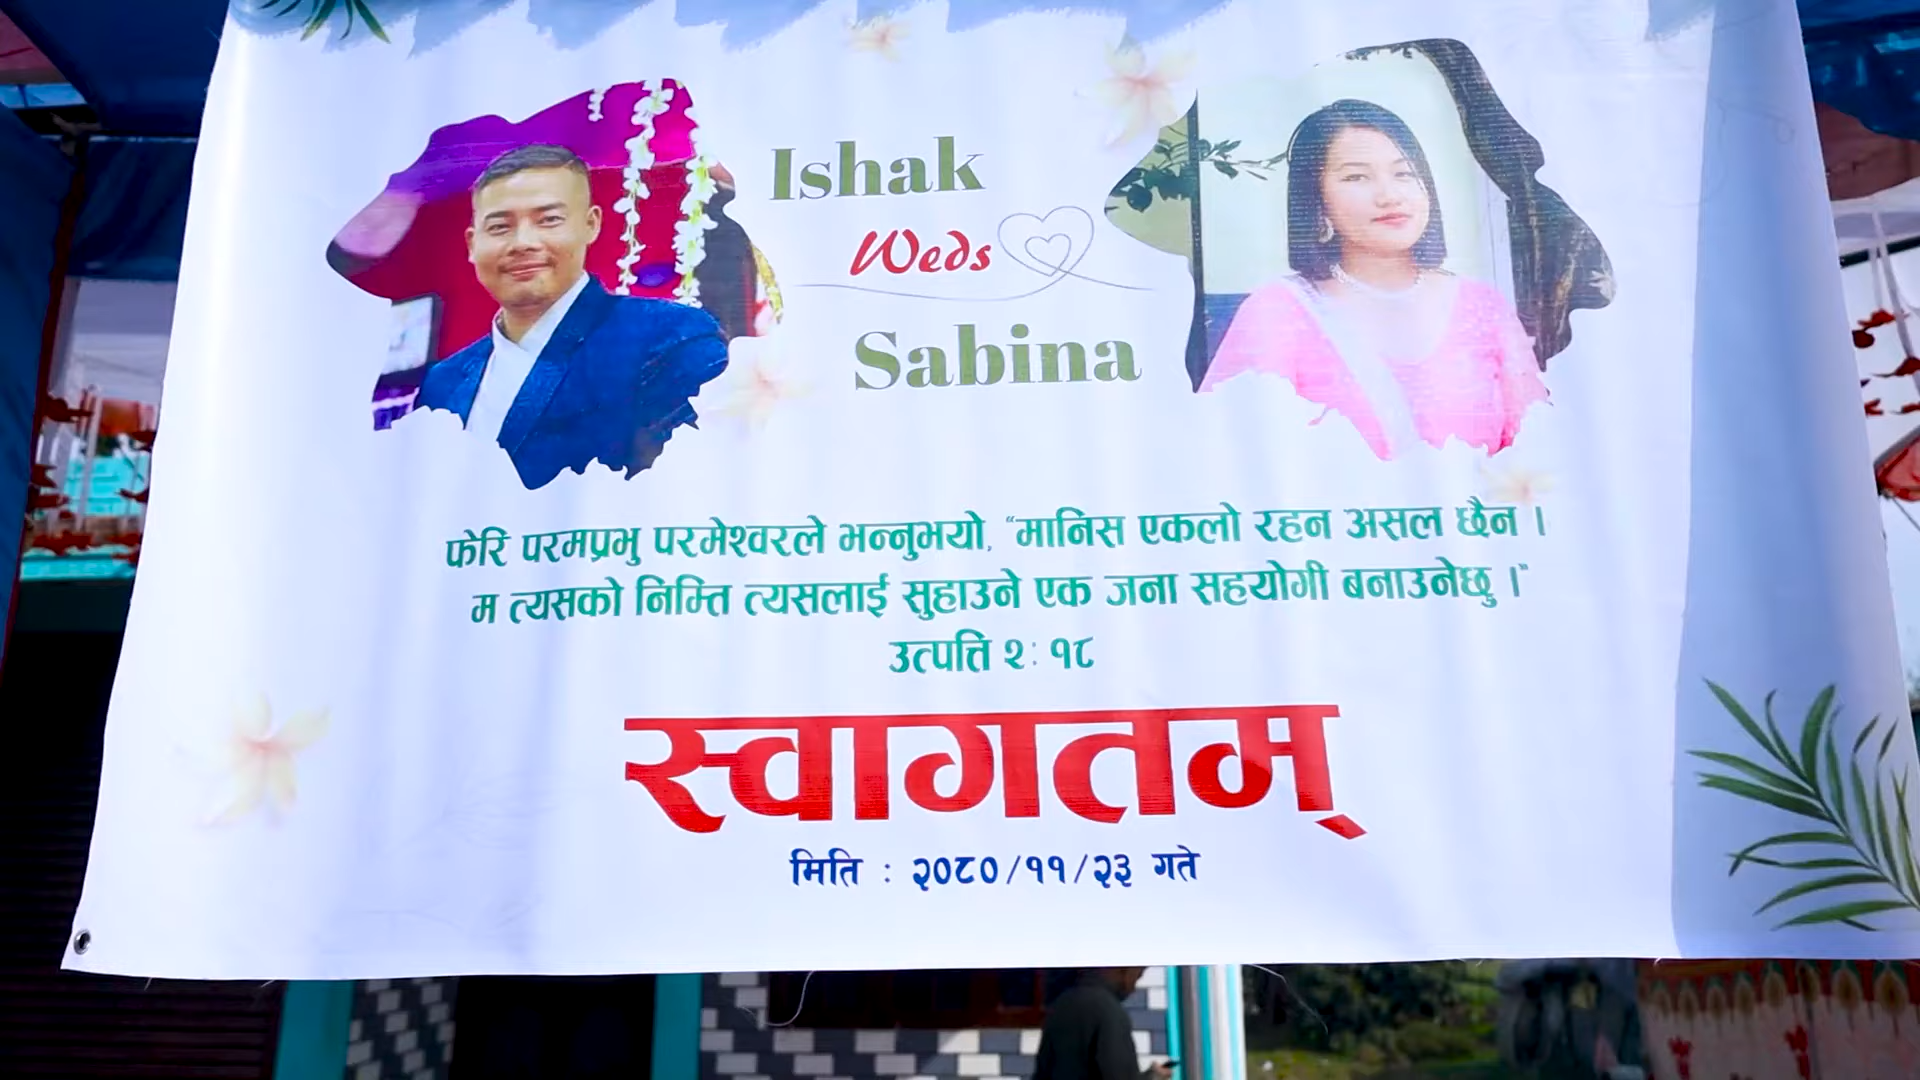 Ishak
Weds
Sabina
फेरि परमप्रभु परमेश्वरले भन्नुभयो, "मानिस एकलो रहन असल छैन ।
म त्यसको निम्ति त्यसलाई सुहाउने एक जना सहयोगी बनाउनेछु ।"
उत्पत्ति २: १८
स्वागतम्
मिति : २०८०/११/२३ गते